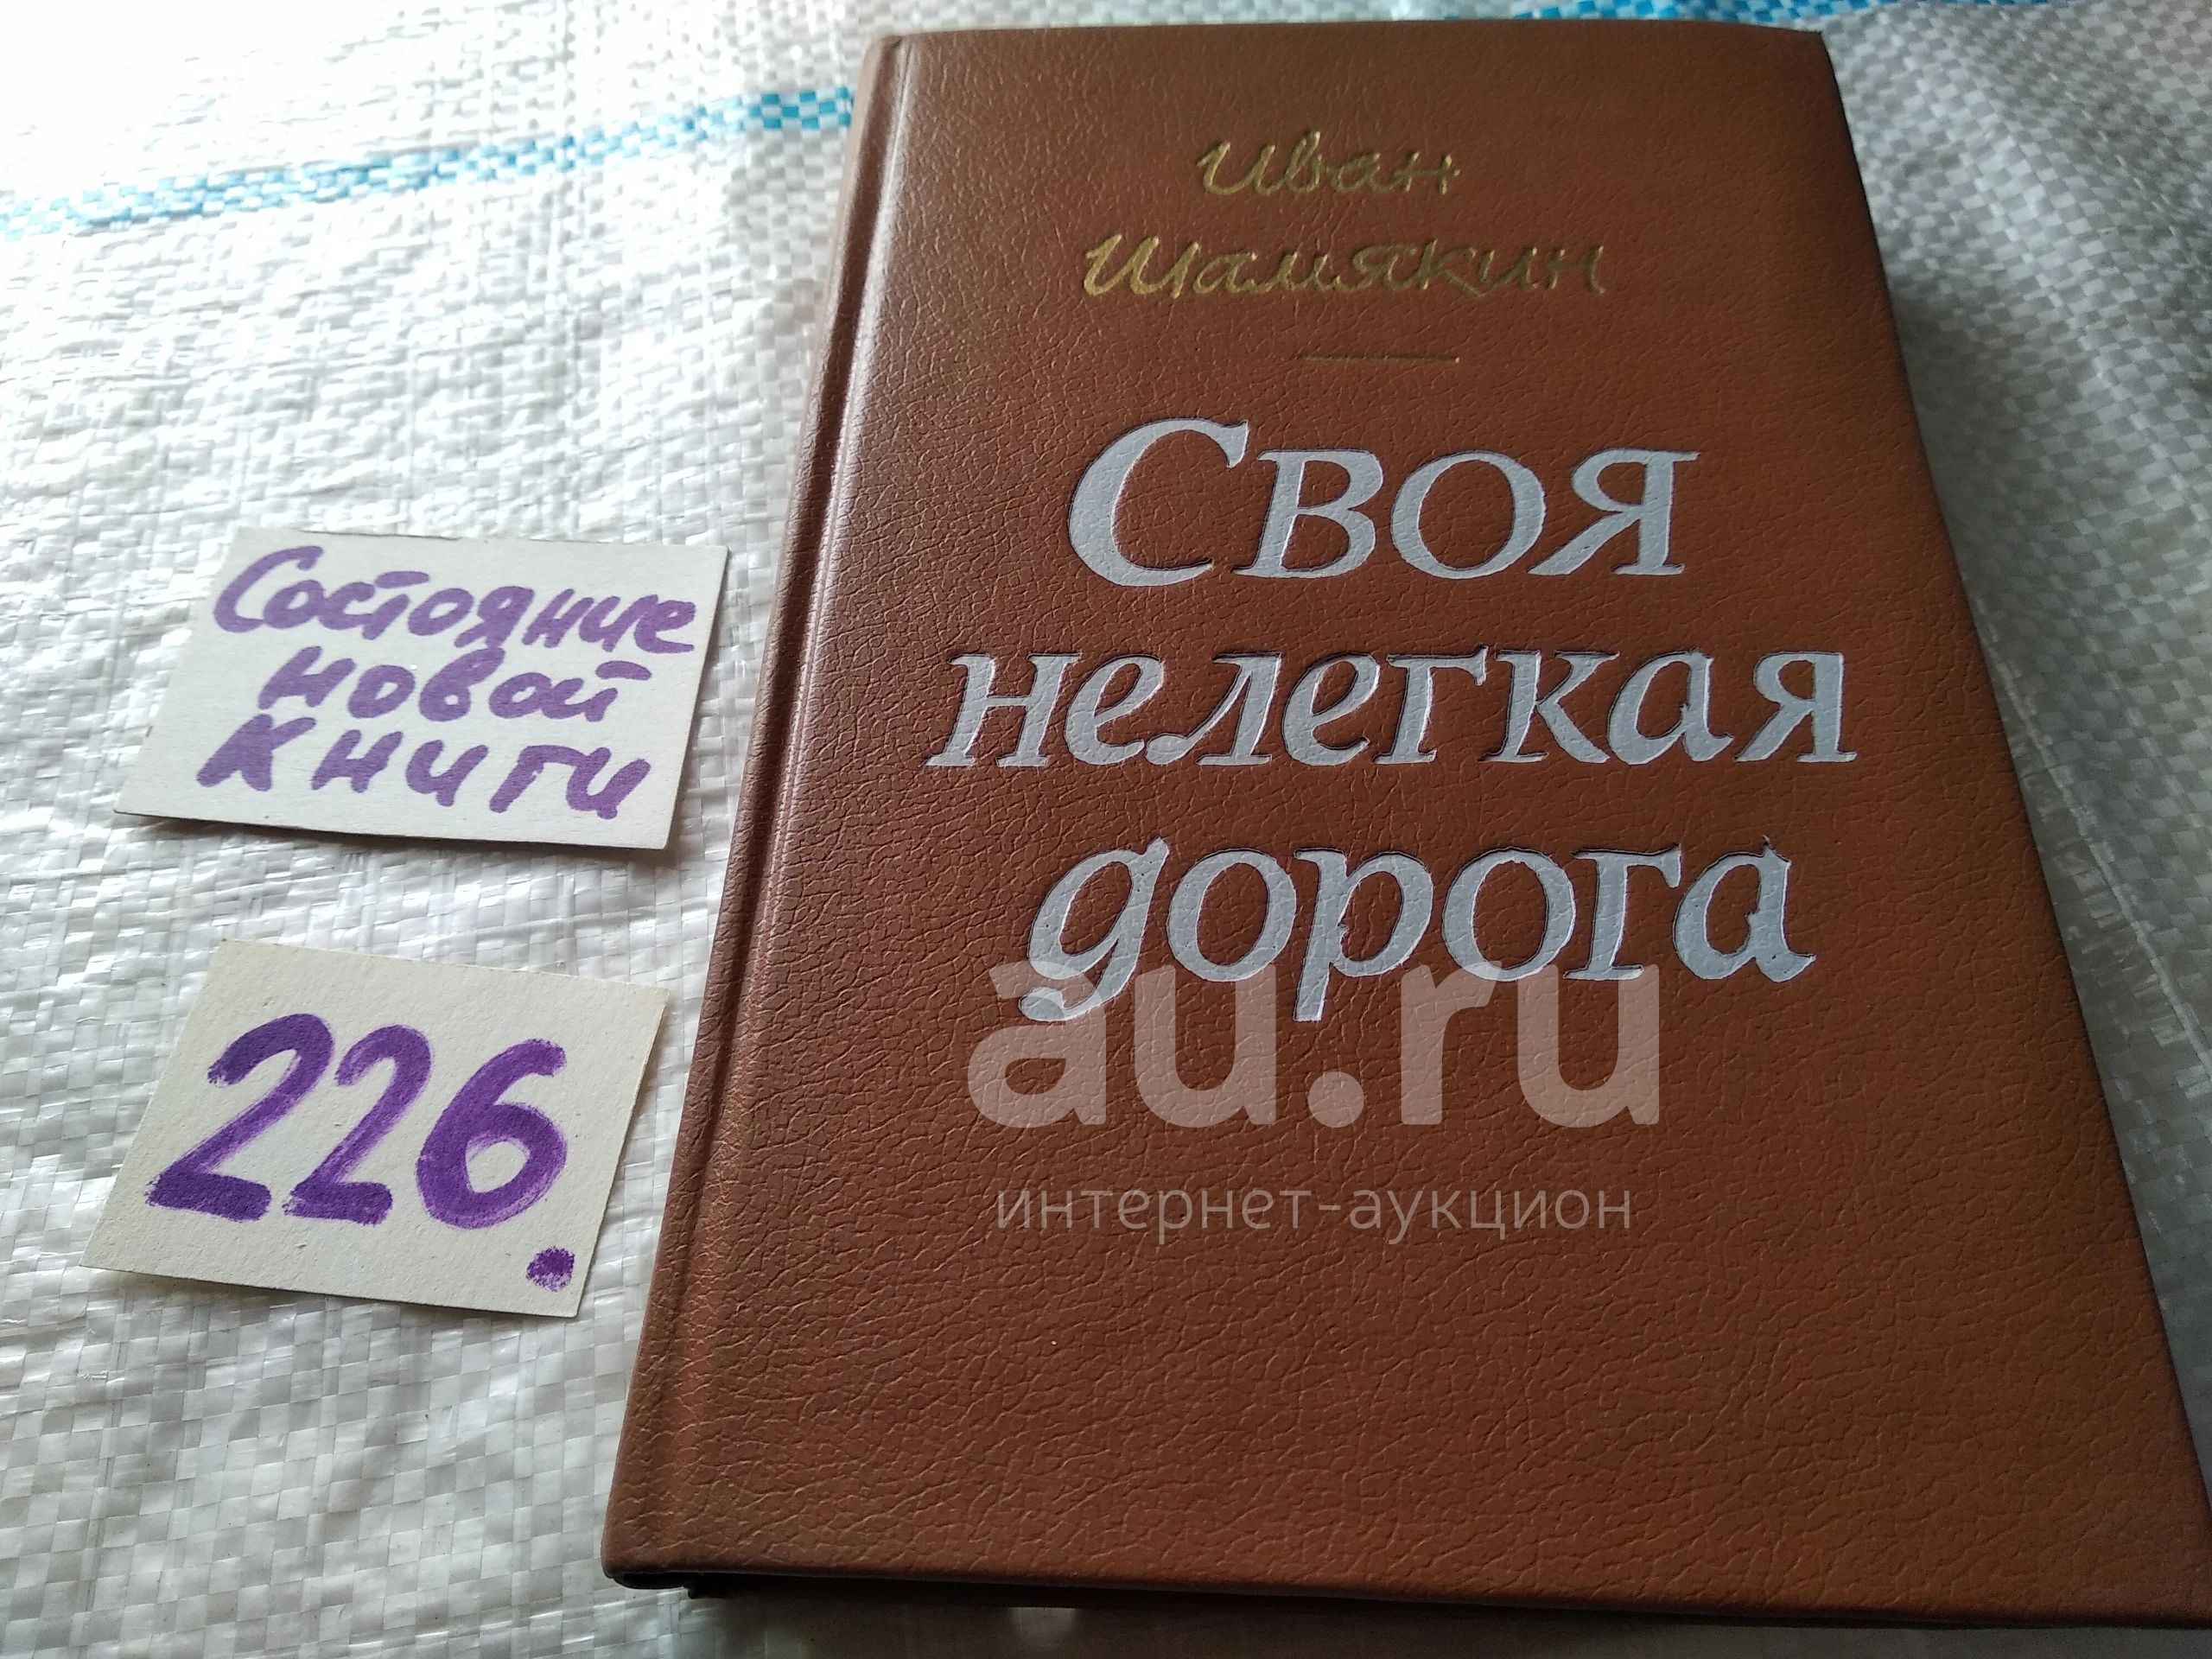 Иван
Шамякин
Своя
нелегкая
дорога
Состояние
новой
книги
226.
au.ru
интернет-аукцион